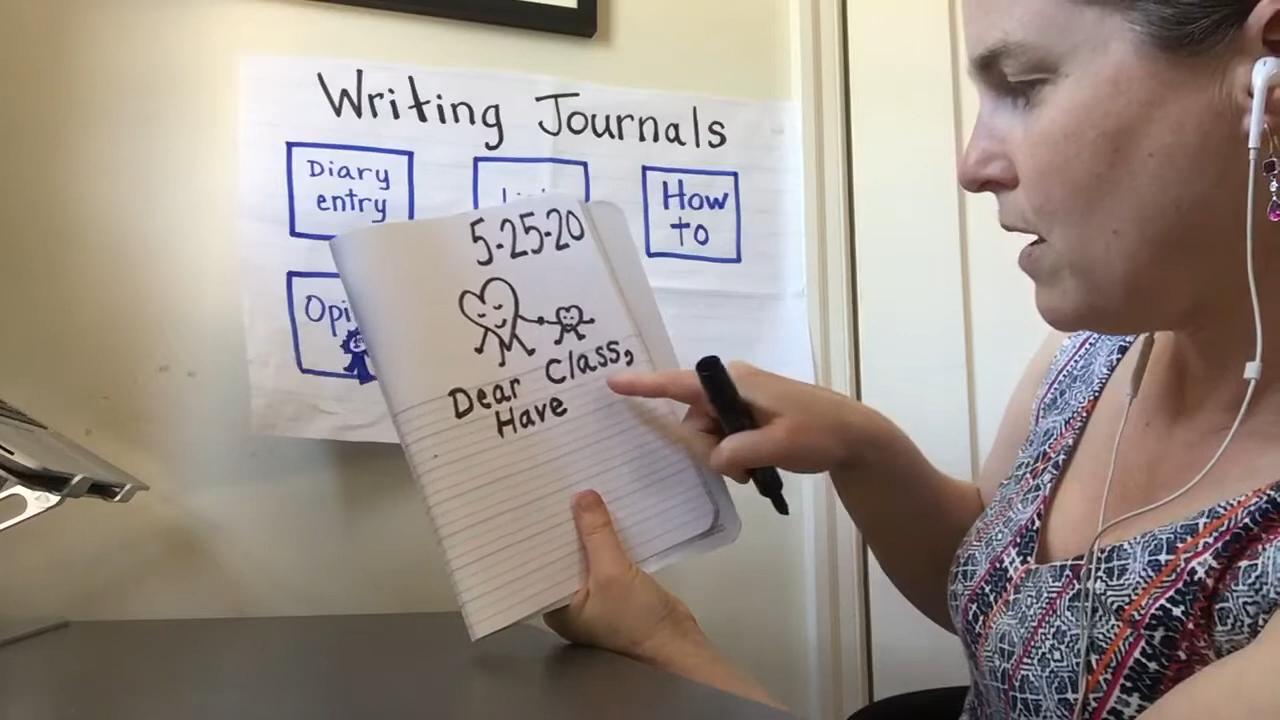 Writing Journals
Diary
entry
How
to
5-25-20
Dear Class,
Have